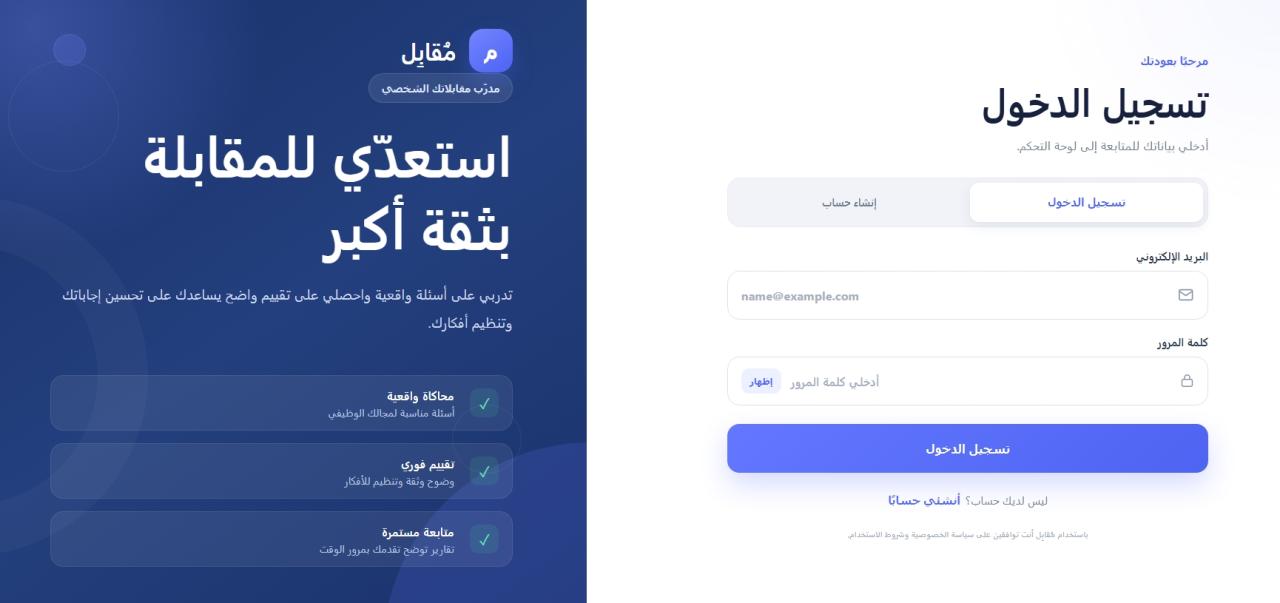 مرحبًا بعودتك
تسجيل الدخول
أدخلي بياناتك للمتابعة إلى لوحة التحكم.
تسجيل الدخول
إنشاء حساب
البريد الإلكتروني
name@example.com
كلمة المرور
أدخلي كلمة المرور
إظهار
تسجيل الدخول
ليس لديك حساب؟ أنشئي حسابًا
باستخدام مُقابِل أنت توافقين على سياسة الخصوصية وشروط الاستخدام.
م
مُقابِل
مدرّب مقابلاتك الشخصي
استعدّي للمقابلة
بثقة أكبر
تدربي على أسئلة واقعية واحصلي على تقييم واضح يساعدك على تحسين إجاباتك
وتنظيم أفكارك.
محاكاة واقعية
أسئلة مناسبة لمجالك الوظيفي
تقييم فوري
وضوح وثقة وتنظيم للأفكار
متابعة مستمرة
تقارير توضح تقدمك بمرور الوقت